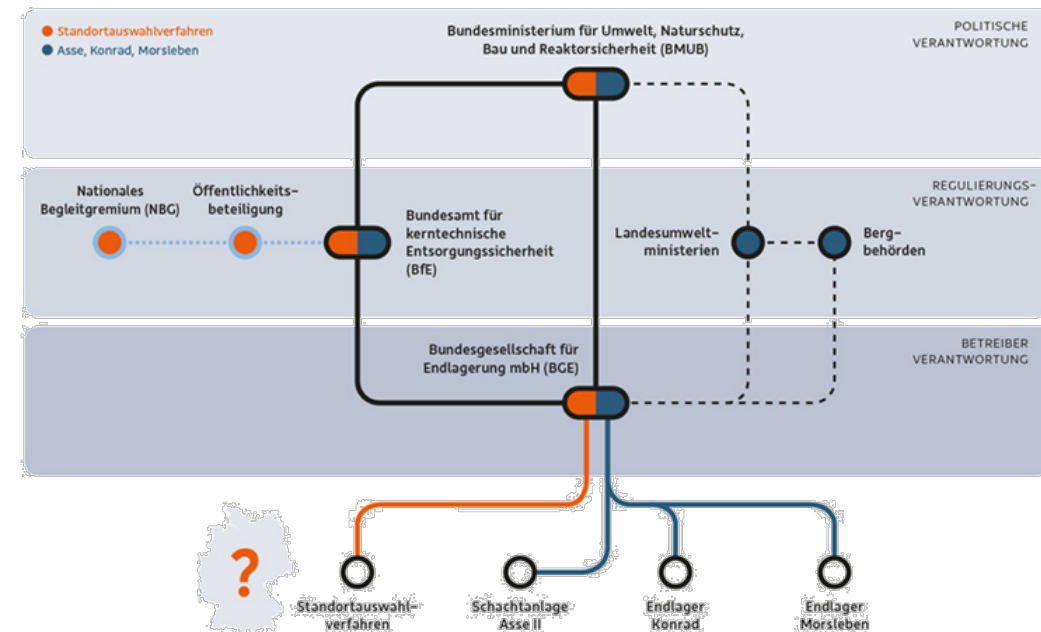 Standortauswahlverfahren
Asse, Konrad, Morsleben
Bundesministerium für Umwelt, Naturschutz,
Bau und Reaktorsicherheit (BMUB)
POLITISCHE
VERANTWORTUNG
Nationales
Begleitgremium (NBG)
Öffentlichkeits-
beteiligung
Bundesamt für
kerntechnische
Entsorgungssicherheit
(BfE)
Landesumwelt-
ministerien
Berg-
behörden
REGULIERUNGS-
VERANTWORTUNG
Bundesgesellschaft für
Endlagerung mbH (BGE)
BETREIBER
VERANTWORTUNG
?
Standortauswahl-
verfahren
Schachtanlage
Asse II
Endlager
Konrad
Endlager
Morsleben